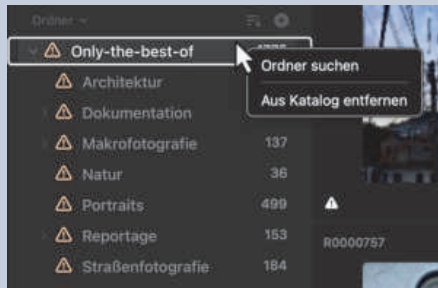 Ordner
Only-the-best-of
Ordner suchen
Architektur
Aus Katalog entfernen
Dokumentation
Makrofotografie 137
Natur 36
Portraits 499
Reportage 153
R0000757
Straßenfotografie 184